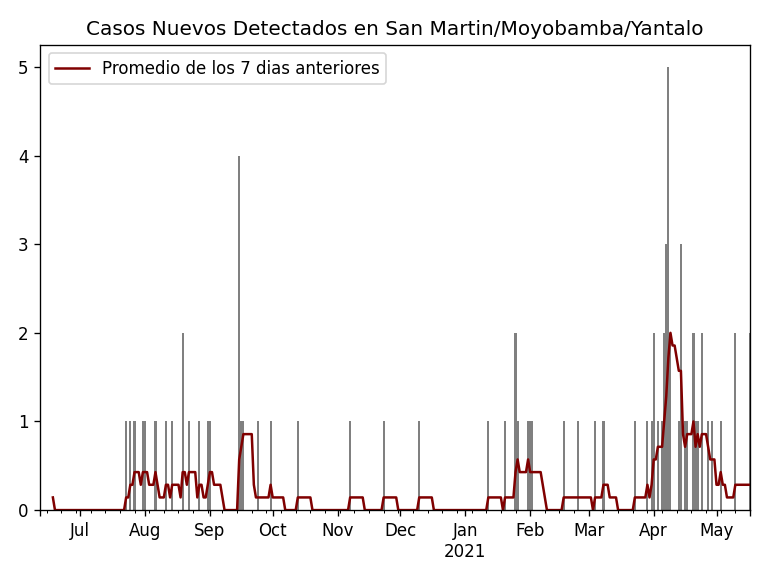 Casos Nuevos Detectados en San Martin/Moyobamba/Yantalo
Promedio de los 7 dias anteriores
5
4
3
2
1
0
Jul Aug Sep Oct Nov Dec Jan Feb Mar Apr May
2021